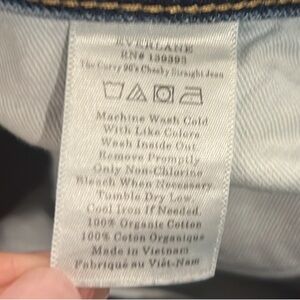 EVERLANE
RN# 139393
The Curvy 90's Cheeky Straight Jean
Machine Wash Cold
With Like Colors
Wash Inside Out
Remove Promptly
Only Non-Chlorine
Bleach When Necessary
Tumble Dry Low,
Cool Iron If Needed.
100% Organic Cotton
100% Coton Organique
Made in Vietnam
Fabriqué au Viêt-Nam